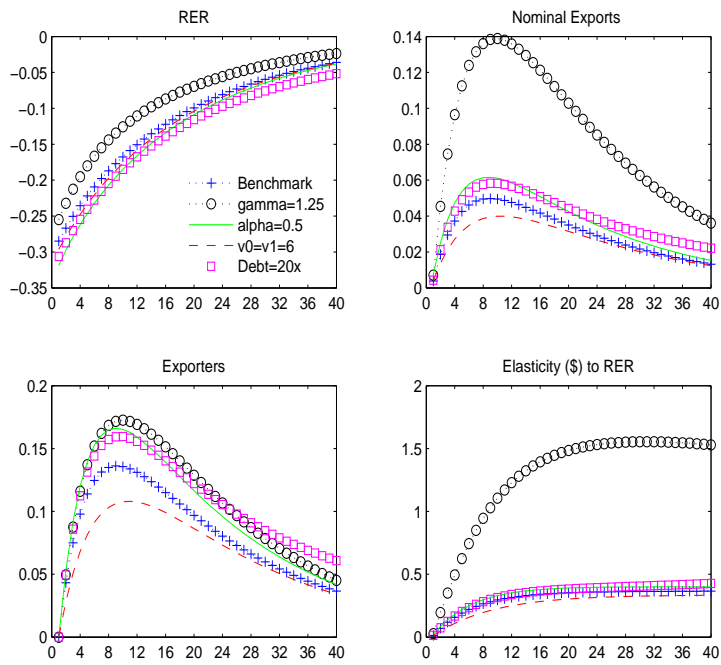 RER
Nominal Exports
0
−0.05
−0.1
−0.15
−0.2
−0.25
−0.3
−0.35
0 4 8 12 16 20 24 28 32 36 40
Benchmark
gamma=1.25
alpha=0.5
v0=v1=6
Debt=20x
0.14
0.12
0.1
0.08
0.06
0.04
0.02
0.00
0 4 8 12 16 20 24 28 32 36 40
Exporters
Elasticity ($) to RER
0.2
0.15
0.1
0.05
0
0 4 8 12 16 20 24 28 32 36 40
2
1.5
1
0.5
0
0 4 8 12 16 20 24 28 32 36 40